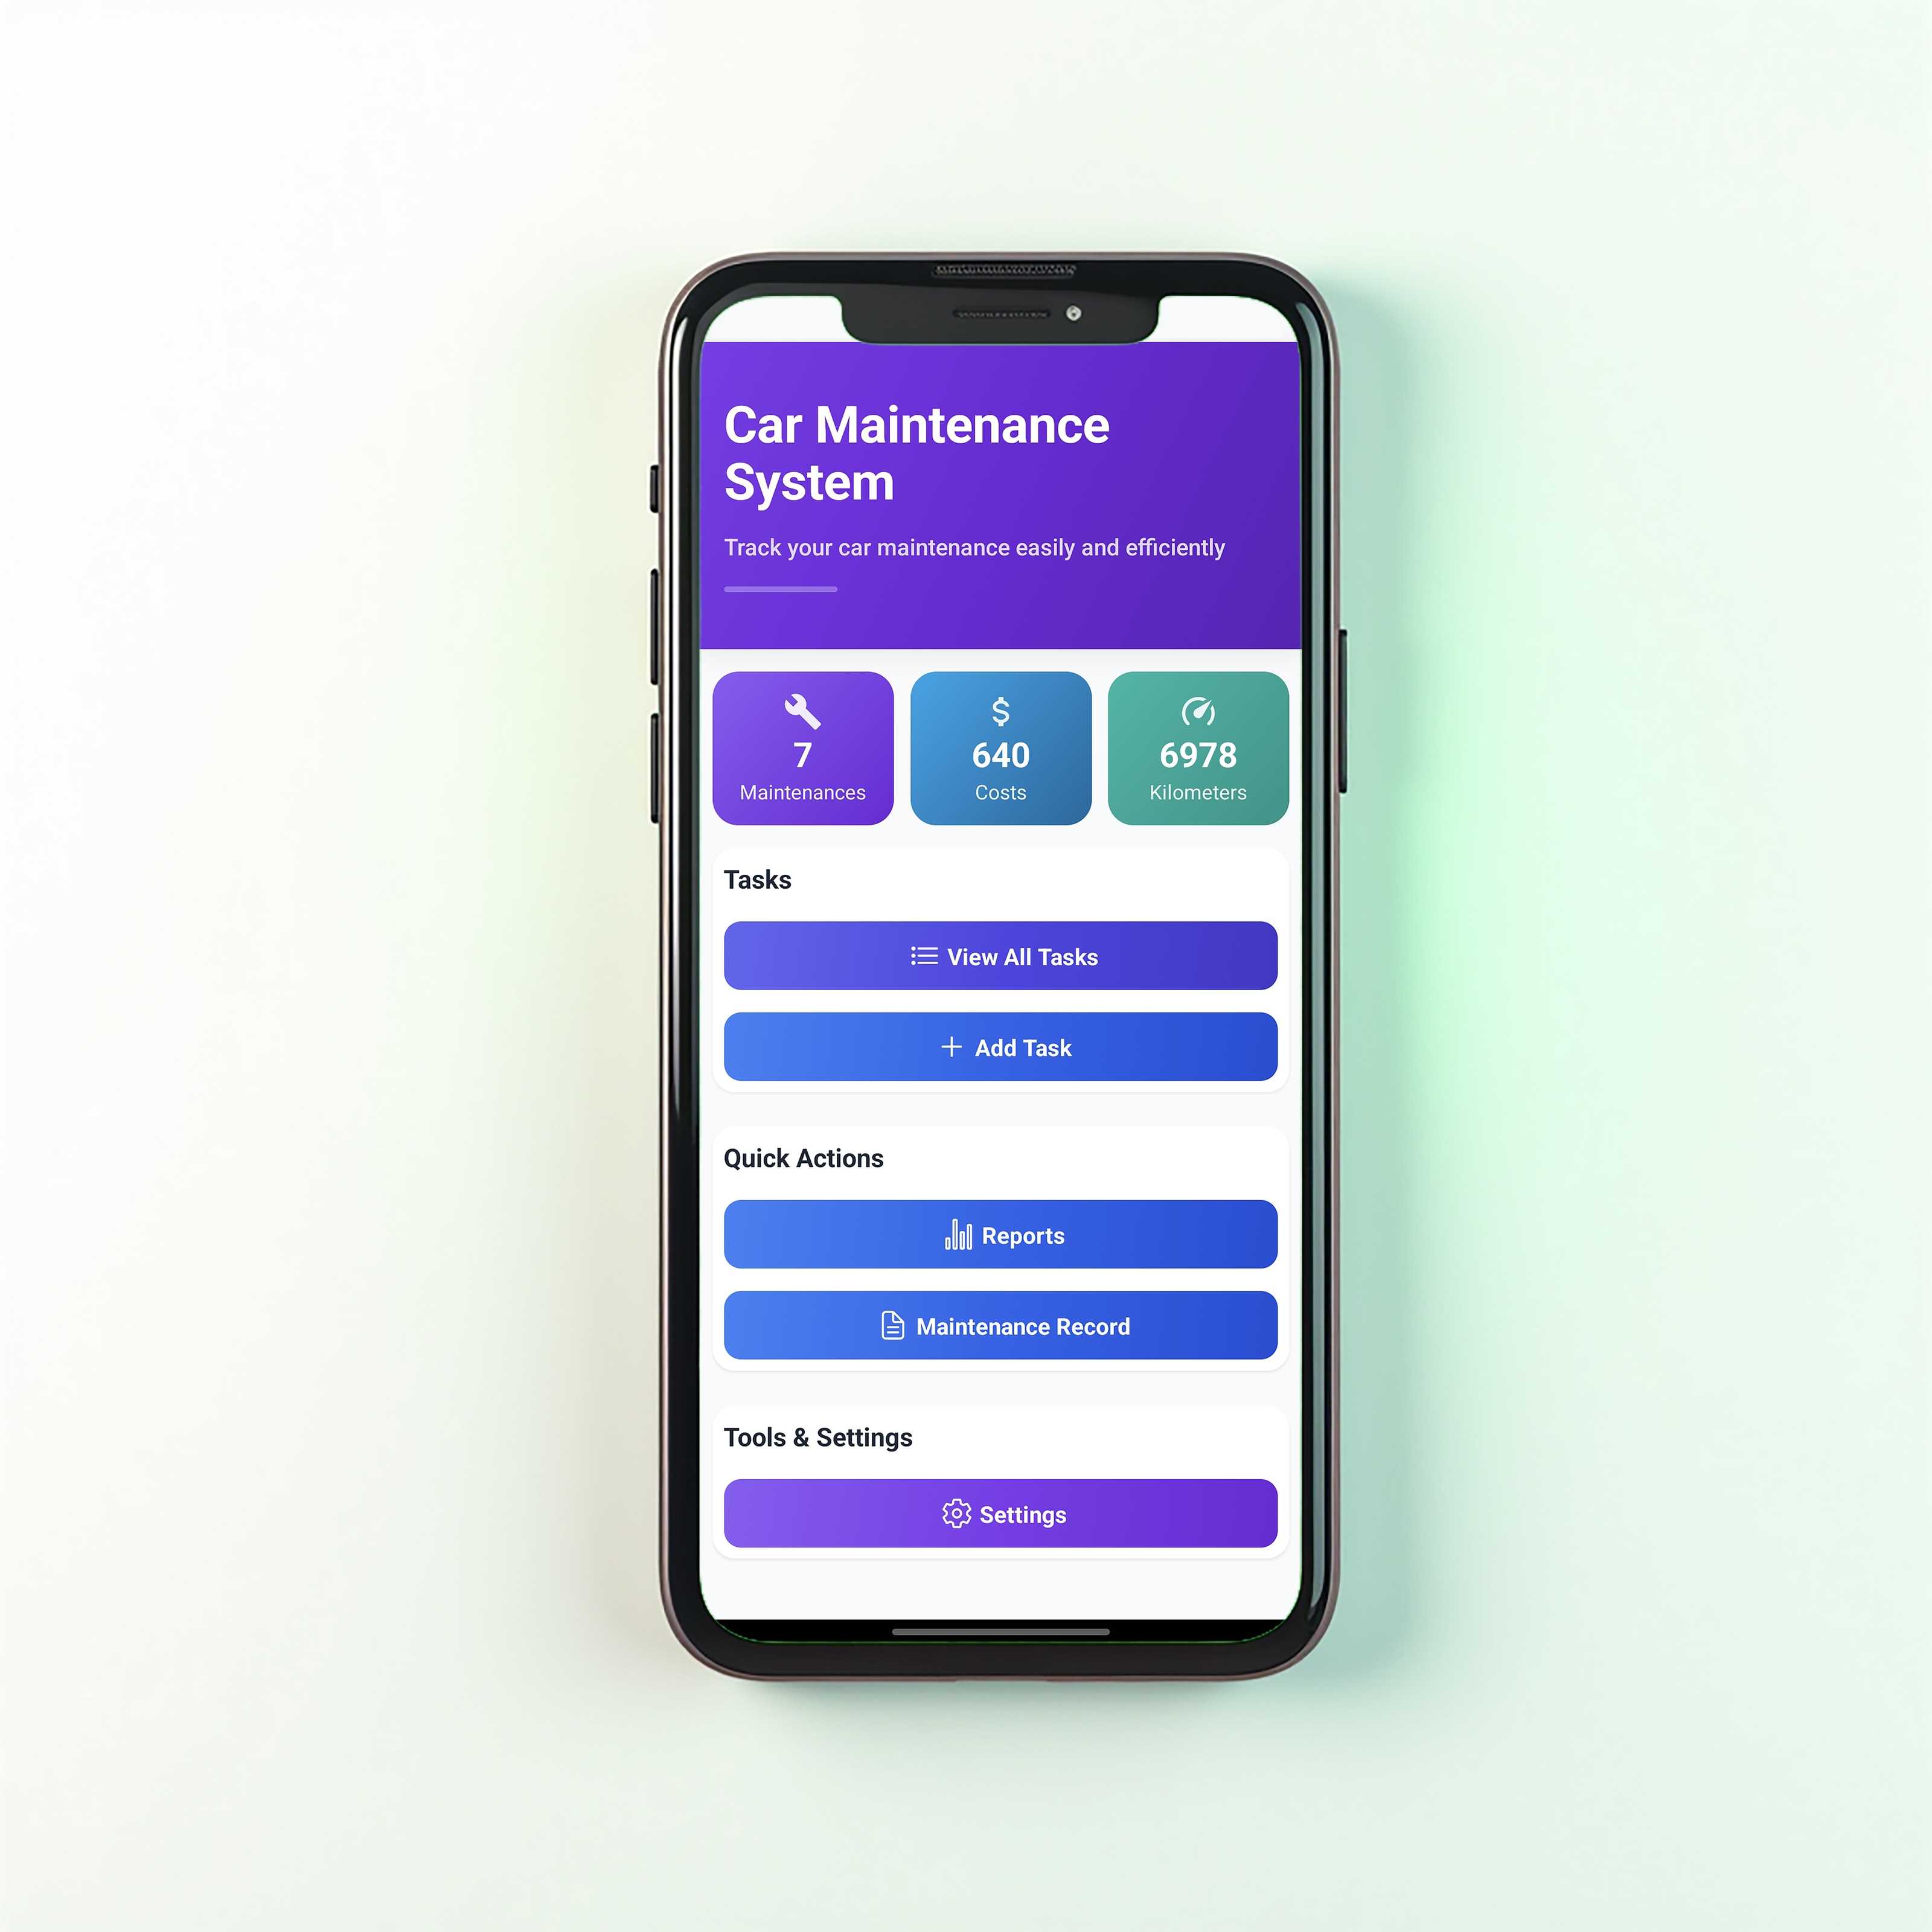 Car Maintenance
System
Track your car maintenance easily and efficiently
$
7
640
6978
Maintenances
Costs
Kilometers
Tasks
View All Tasks
+ Add Task
Quick Actions
Reports
Maintenance Record
Tools & Settings
Settings